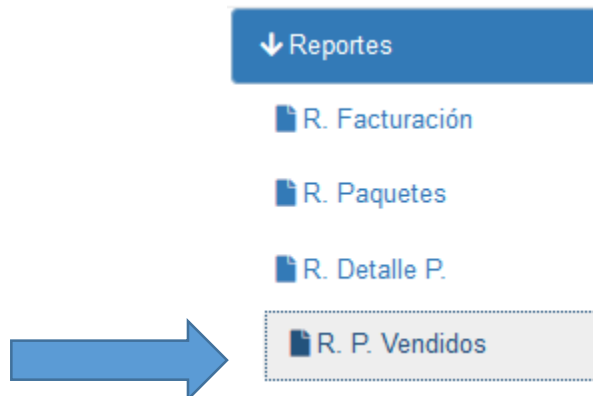 Reportes
R. Facturación
R. Paquetes
R. Detalle P.
R. P. Vendidos